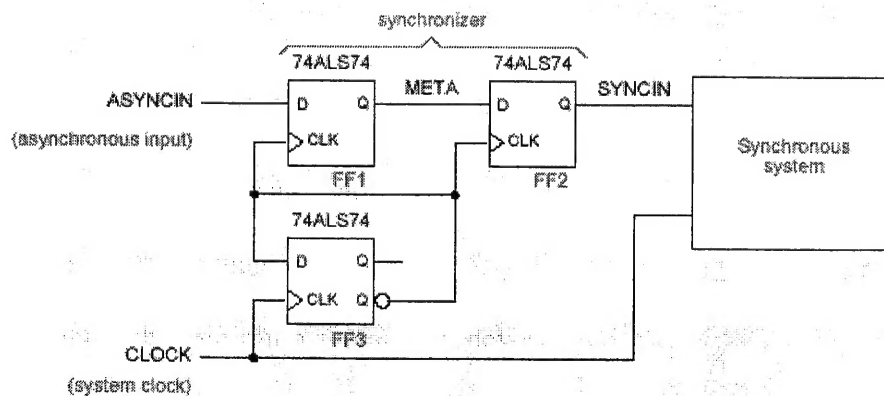 synchronizer
74ALS74
74ALS74
ASYNCIN
(asynchronous input)
D
Q
CLK
FF1
META
D
Q
CLK
FF2
SYNCIN
Synchronous
system
74ALS74
D
Q
CLK
Q
FF3
CLOCK
(system clock)